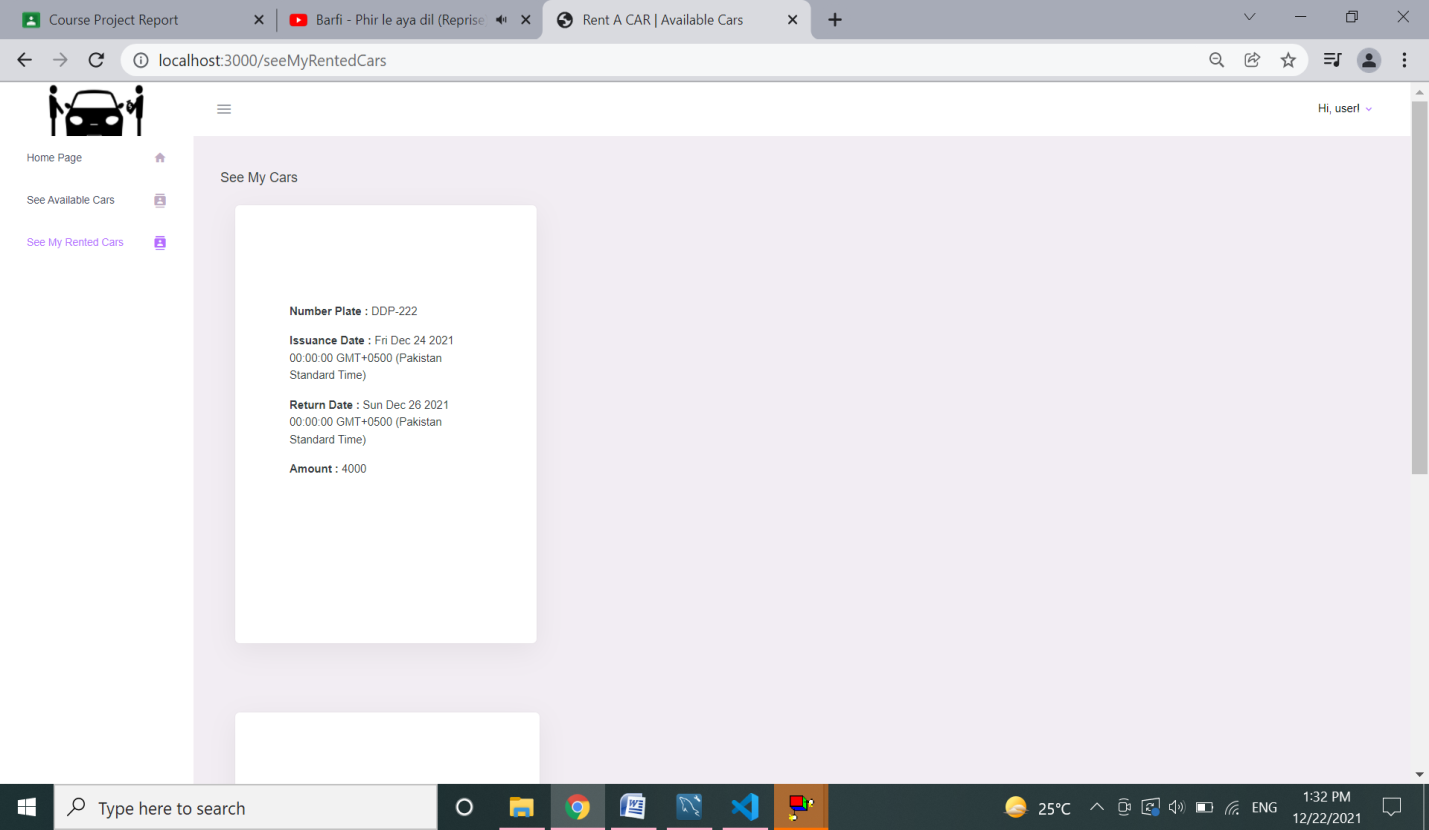 Course Project Report
Barfi - Phir le aya dil (Reprise
Rent A CAR | Available Cars
localhost:3000/seeMyRentedCars
Hi, user!
Home Page
See Available Cars
See My Rented Cars
See My Cars
Number Plate : DDP-222
Issuance Date : Fri Dec 24 2021
00:00:00 GMT+0500 (Pakistan
Standard Time)
Return Date : Sun Dec 26 2021
00:00:00 GMT+0500 (Pakistan
Standard Time)
Amount : 4000
Type here to search
25°C
ENG
1:32 PM
12/22/2021